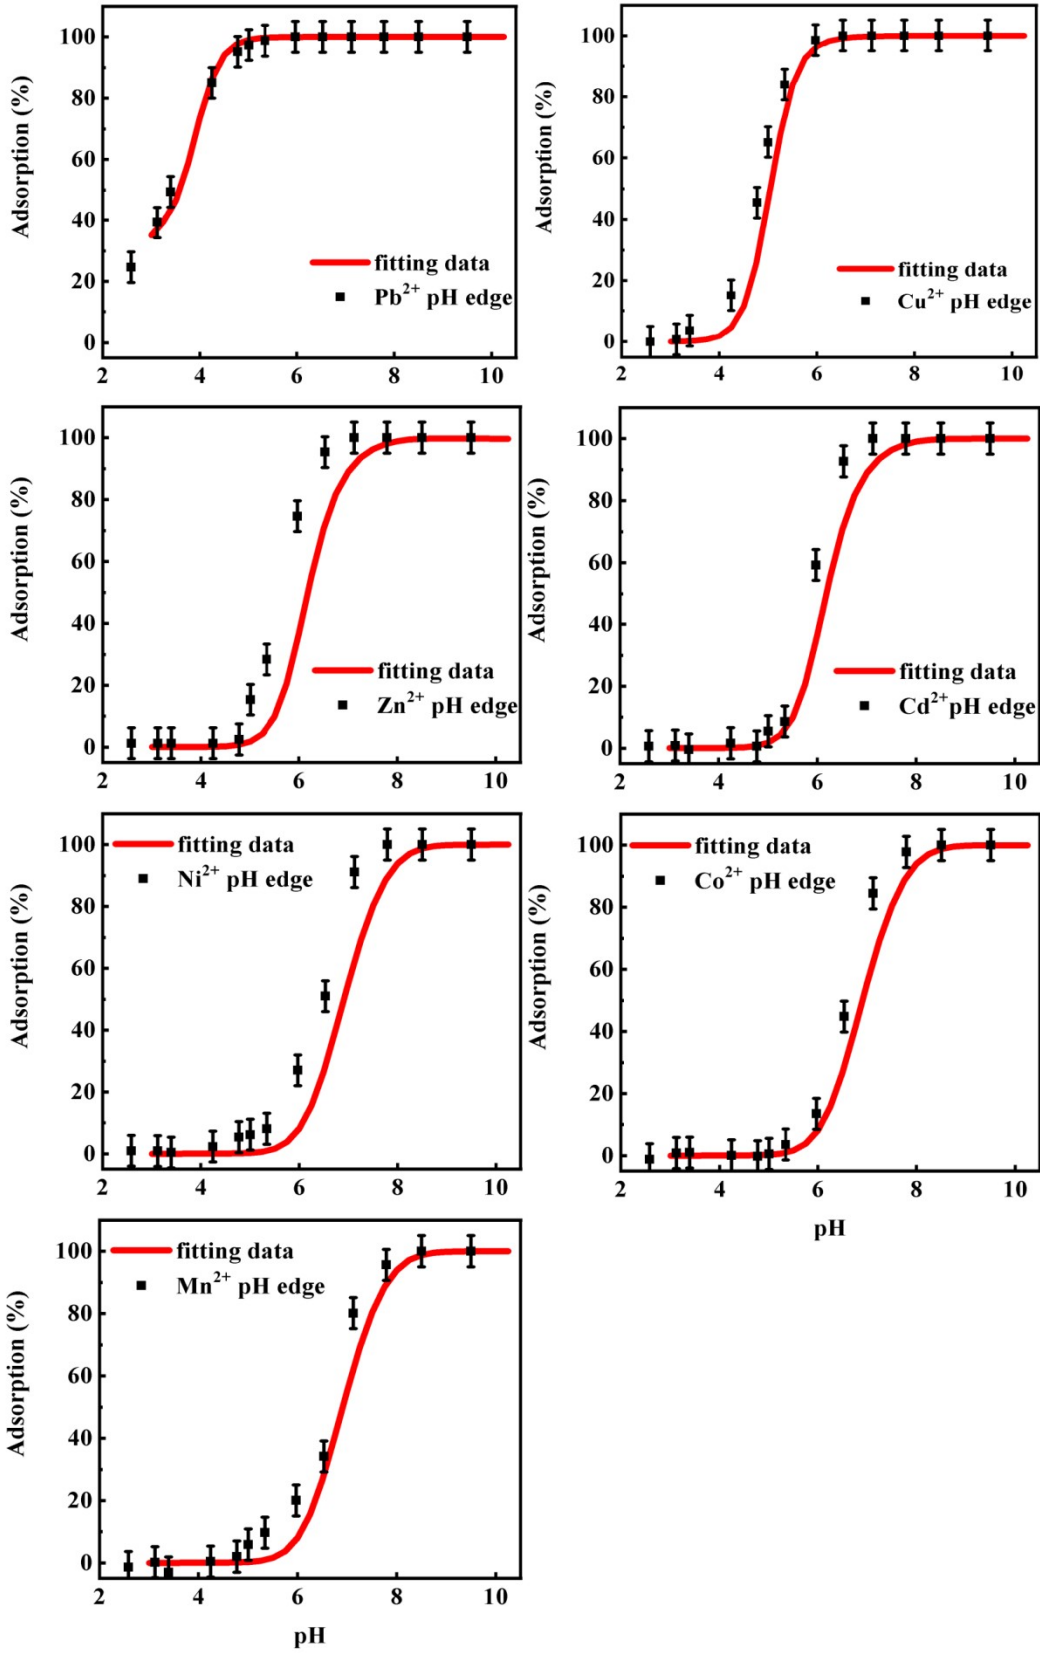 100
80
60
40
20
0
Adsorption (%)
fitting data
Pb²⁺ pH edge
2 4 6 8 10
100
80
60
40
20
0
Adsorption (%)
fitting data
Cu²⁺ pH edge
2 4 6 8 10
100
80
60
40
20
0
Adsorption (%)
fitting data
Zn²⁺ pH edge
2 4 6 8 10
100
80
60
40
20
0
Adsorption (%)
fitting data
Cd²⁺pH edge
2 4 6 8 10
fitting data
Ni²⁺ pH edge
100
80
60
40
20
0
Adsorption (%)
2 4 6 8 10
fitting data
Co²⁺ pH edge
100
80
60
40
20
0
Adsorption (%)
2 4 6 8 10
pH
fitting data
Mn²⁺ pH edge
100
80
60
40
20
0
Adsorption (%)
2 4 6 8 10
pH